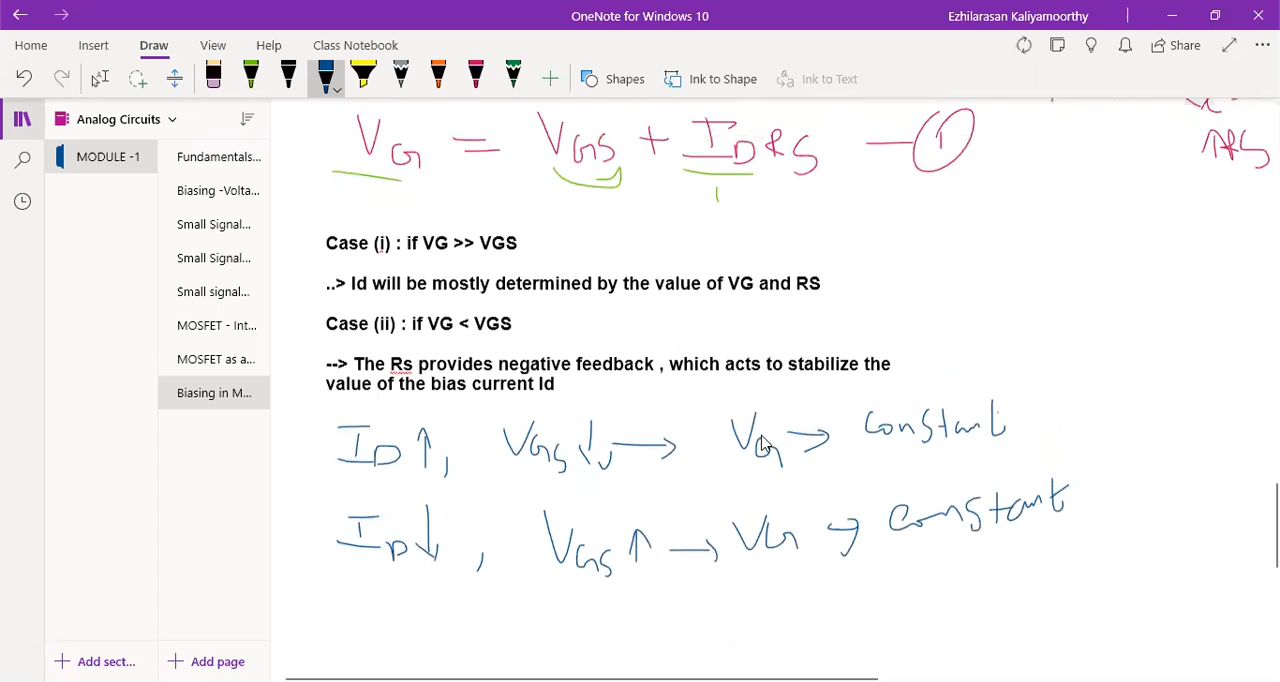 OneNote for Windows 10
Ezhilarasan Kaliyamoorthy
Home Insert Draw View Help Class Notebook
Share
Shapes Ink to Shape Ink to Text
Analog Circuits
MODULE -1
Fundamentals...
Biasing -Volta...
Small Signal...
Small Signal...
Small signal...
MOSFET - Int...
MOSFET as a...
Biasing in M...
Add sect...
Add page
VG = VGS + ID RS — 1
↑RS
Case (i) : if VG >> VGS
..> Id will be mostly determined by the value of VG and RS
Case (ii) : if VG < VGS
--> The Rs provides negative feedback , which acts to stabilize the
value of the bias current Id
ID ↑, VGS ↓ → VG → constant
ID ↓, VGS ↑ → VG → constant